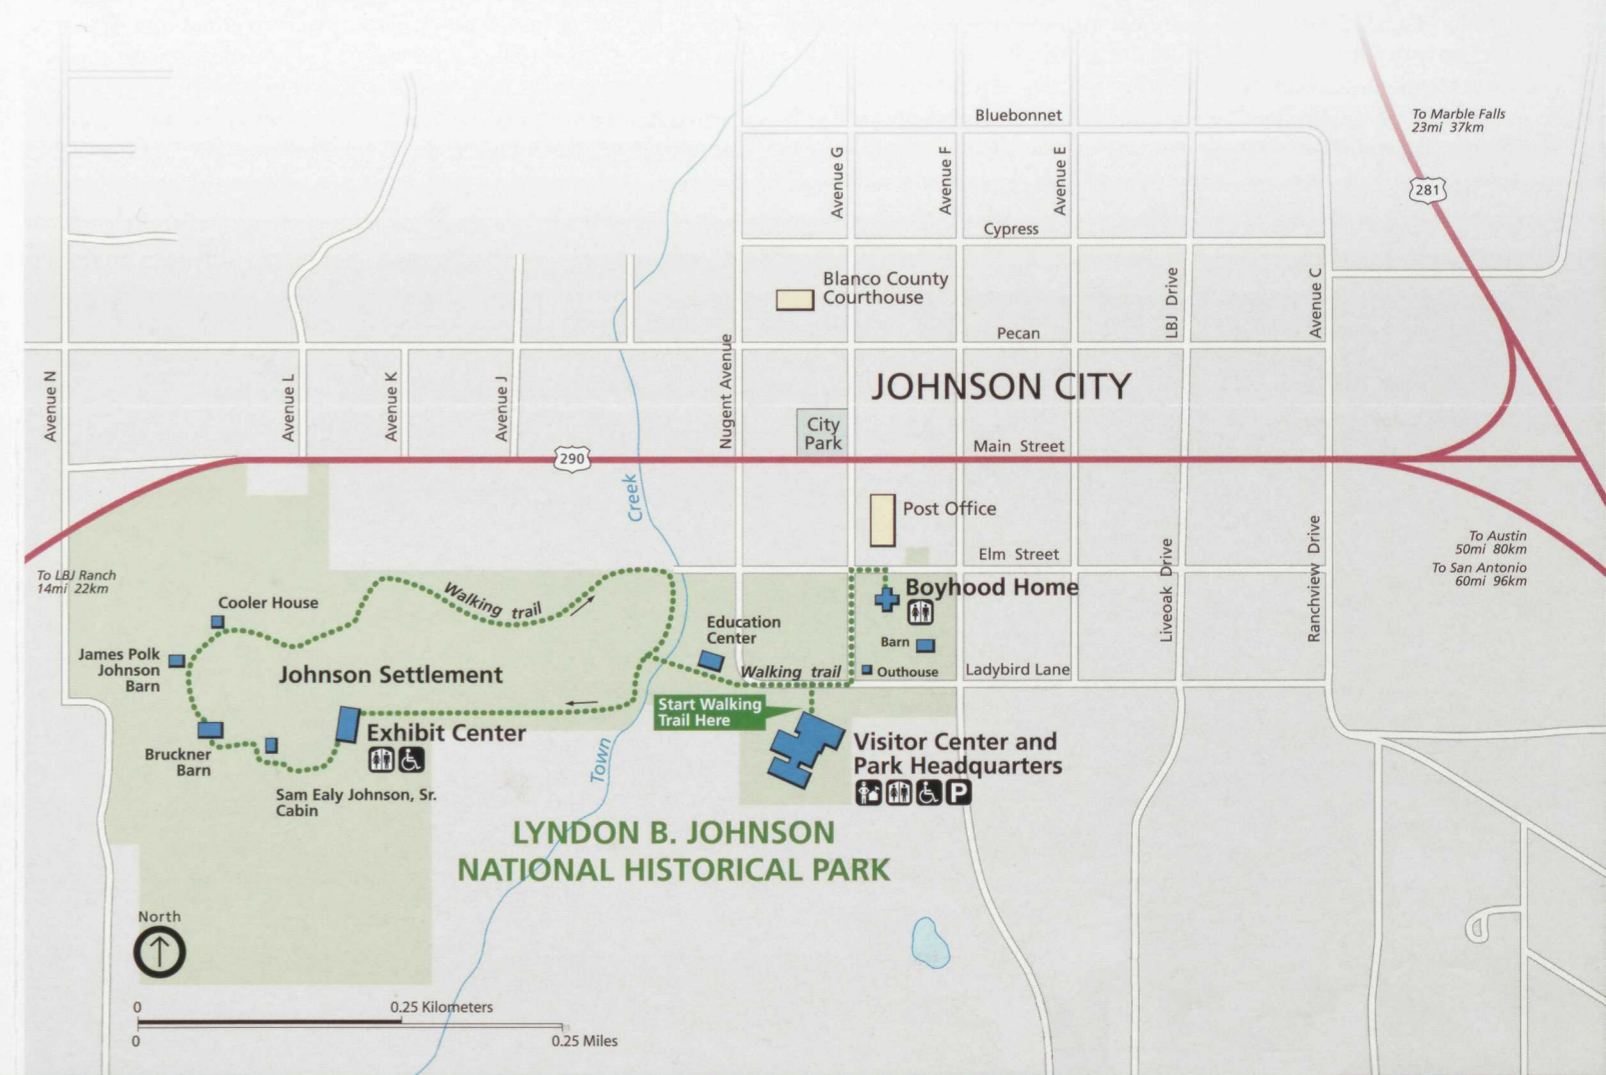 Bluebonnet
To Marble Falls
23mi 37km
Avenue G
Avenue F
Avenue E
281
Cypress
Blanco County
Courthouse
LBJ Drive
Avenue C
Pecan
Avenue N
Avenue L
Avenue K
Avenue J
Nugent Avenue
JOHNSON CITY
City
Park
Main Street
290
Creek
Post Office
To Austin
50mi 80km
To San Antonio
60mi 96km
Elm Street
To LBJ Ranch
14mi 22km
Cooler House
Walking trail
Boyhood Home
Liveoak Drive
Ranchview Drive
Education
Center
Barn
James Polk
Johnson
Barn
Johnson Settlement
Walking trail
Outhouse
Ladybird Lane
Start Walking
Trail Here
Exhibit Center
Bruckner
Barn
Town
Visitor Center and
Park Headquarters
P
Sam Ealy Johnson, Sr.
Cabin
LYNDON B. JOHNSON
NATIONAL HISTORICAL PARK
North
0
0.25 Kilometers
0
0.25 Miles